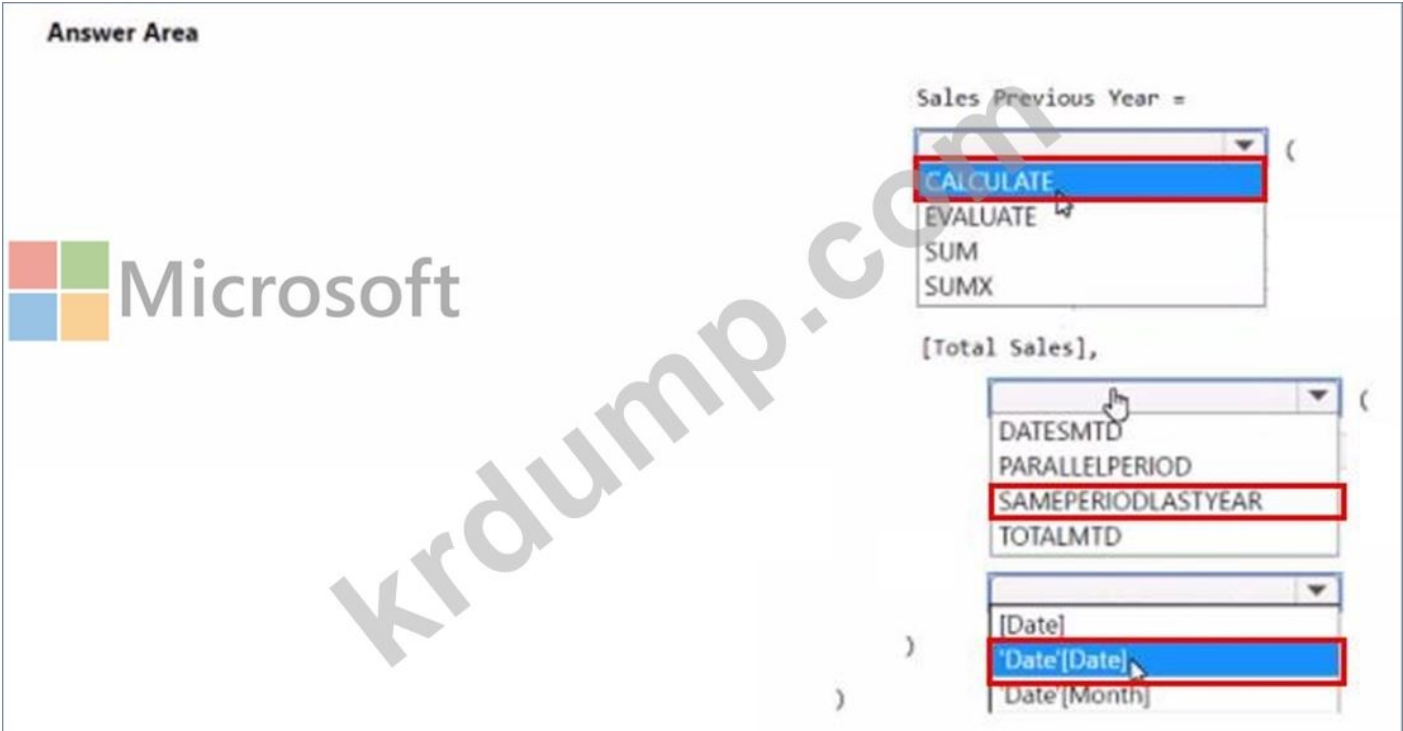 Answer Area
Sales Previous Year =
(
CALCULATE
EVALUATE
SUM
SUMX
[Total Sales],
(
DATESMTD
PARALLELPERIOD
SAMEPERIODLASTYEAR
TOTALMTD
[Date]
)
'Date'[Date]
)
'Date'[Month]
Microsoft
krdump.com